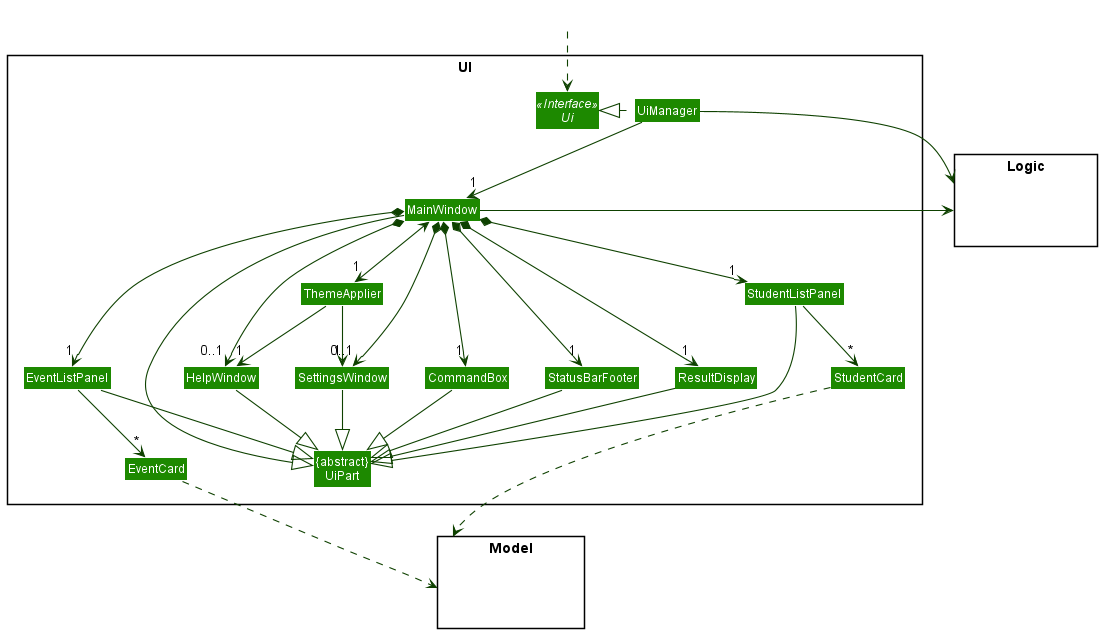 UI
«Interface»
Ui
UiManager
Logic
1
MainWindow
1
1
ThemeApplier
StudentListPanel
1
0..1
1
0..1
1
1
1
1
*
EventListPanel
HelpWindow
SettingsWindow
CommandBox
StatusBarFooter
ResultDisplay
StudentCard
*
EventCard
{abstract}
UiPart
Model